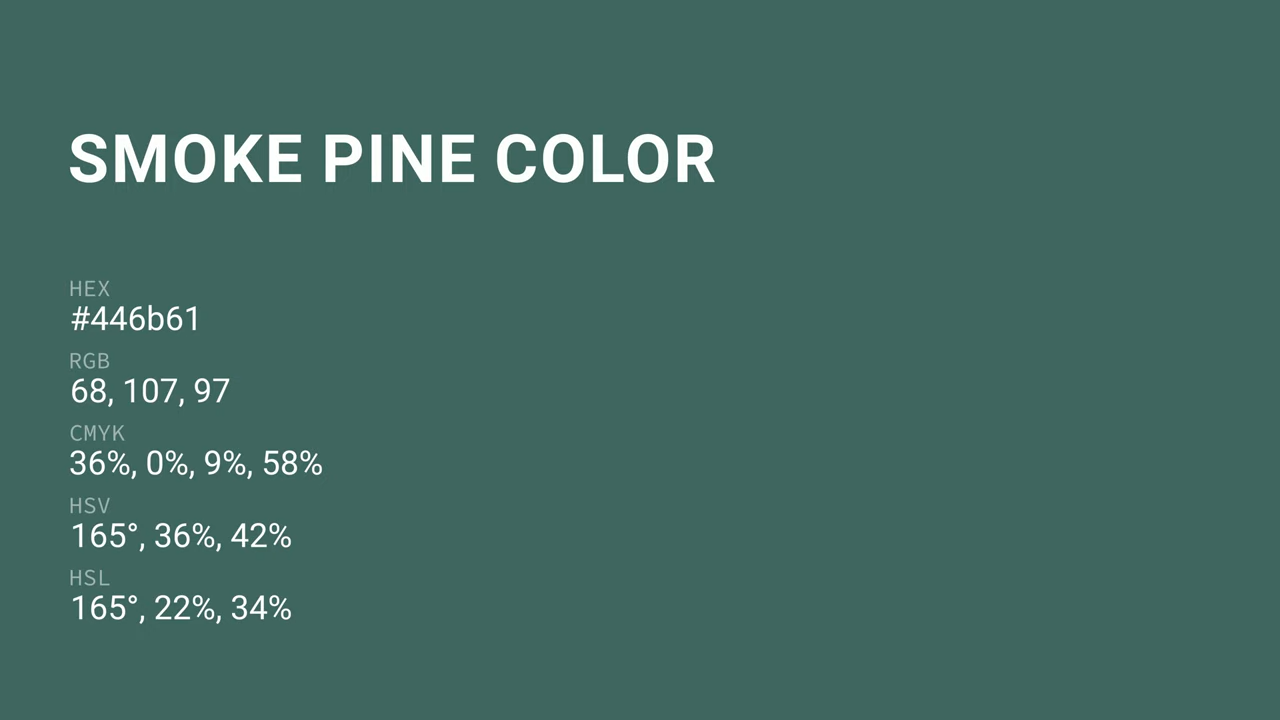 SMOKE PINE COLOR
HEX
#446b61
RGB
68, 107, 97
CMYK
36%, 0%, 9%, 58%
HSV
165°, 36%, 42%
HSL
165°, 22%, 34%